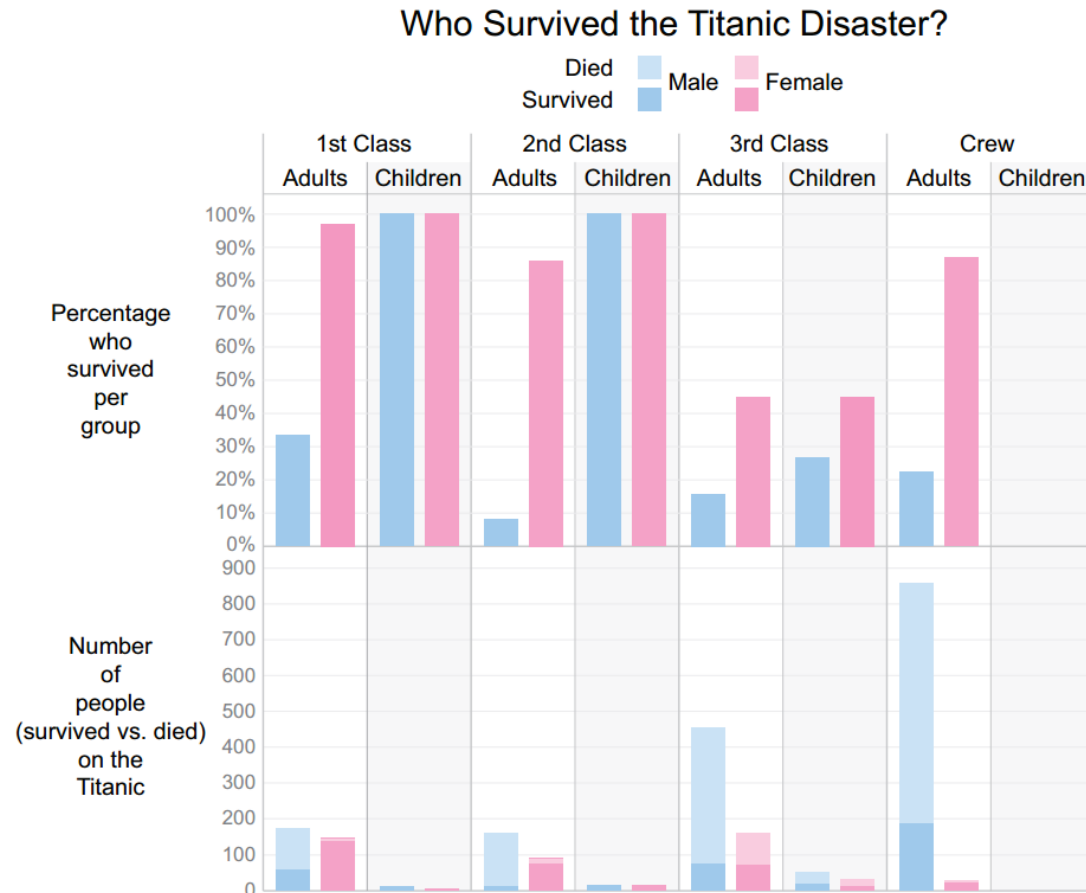 Who Survived the Titanic Disaster?
Died
Male
Female
Survived
1st Class
2nd Class
3rd Class
Crew
Adults
Children
Adults
Children
Adults
Children
Adults
Children
100%
90%
80%
70%
60%
50%
40%
30%
20%
10%
0%
Percentage
who
survived
per
group
900
800
700
600
500
400
300
200
100
0
Number
of
people
(survived vs. died)
on the
Titanic